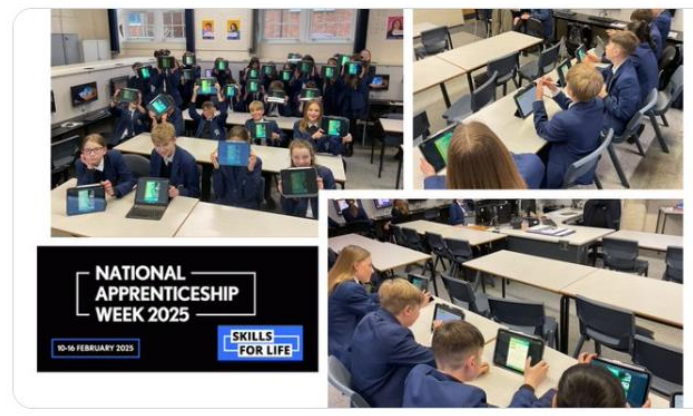 NATIONAL
APPRENTICESHIP
WEEK 2025
10-16 FEBRUARY 2025
SKILLS
FOR LIFE